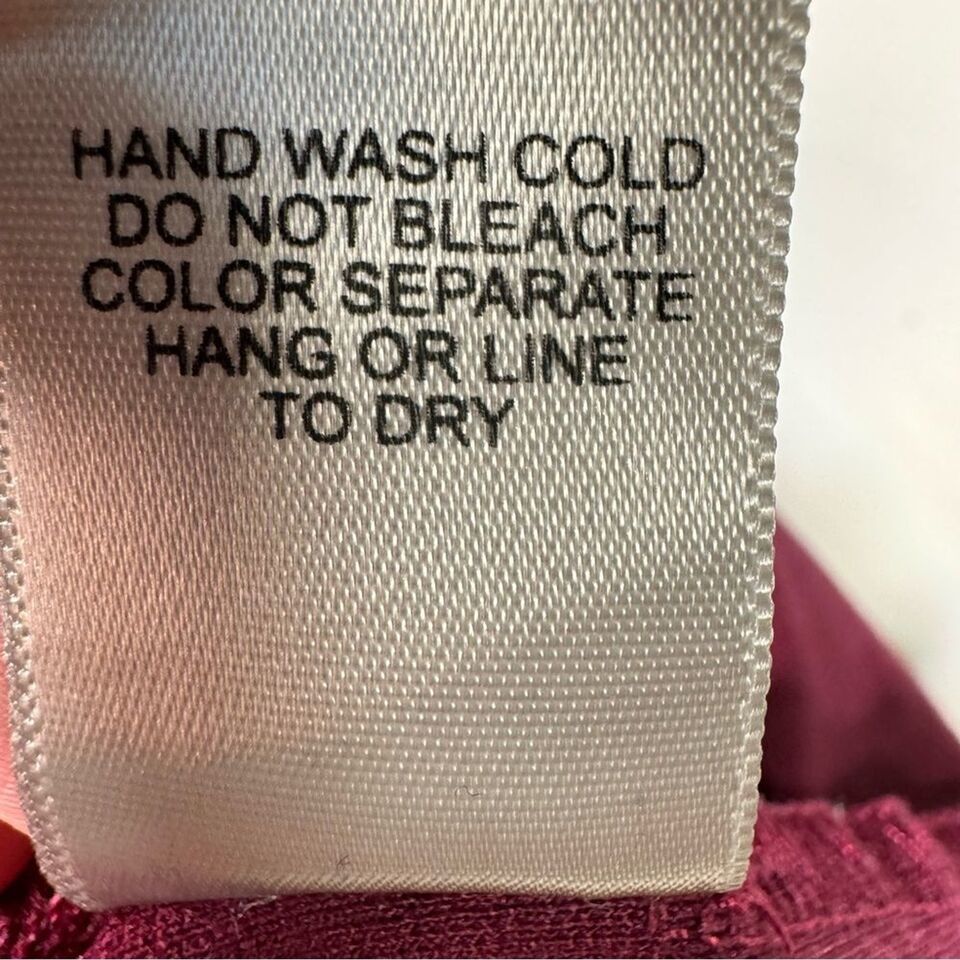 HAND WASH COLD
DO NOT BLEACH
COLOR SEPARATE
HANG OR LINE
TO DRY